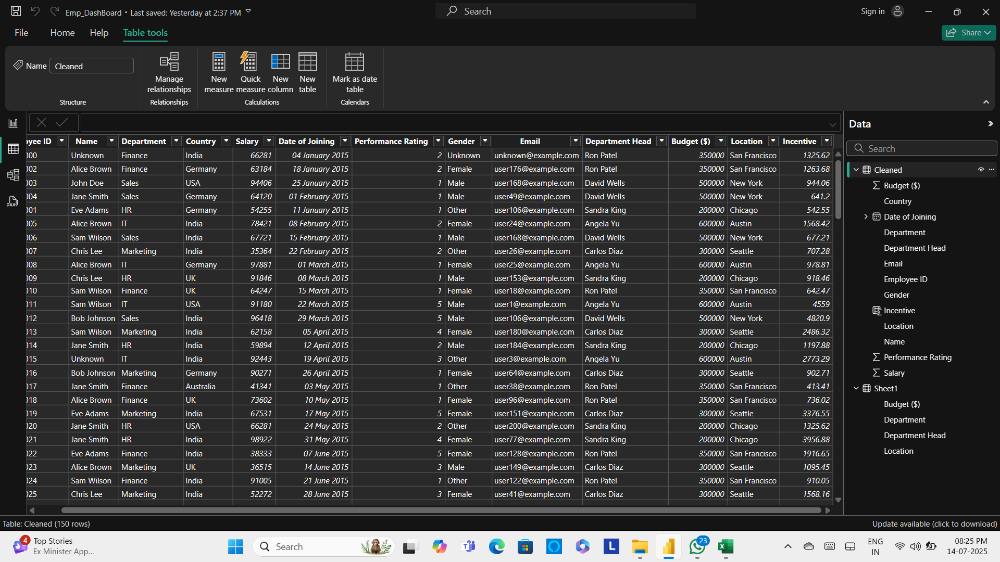 Emp_DashBoard • Last saved: Yesterday at 2:37 PM
Search
Sign in
File Home Help Table tools
Share
Name Cleaned
Structure
Manage relationships
Relationships
New measure
Quick measure
New column
New table
Calculations
Mark as date table
Calendars
yee ID Name Department Country Salary Date of Joining Performance Rating Gender Email Department Head Budget ($) Location Incentive
000 Unknown Finance India 66281 04 January 2015 2 Unknown unknown@example.com Ron Patel 350000 San Francisco 1325.62
002 Alice Brown Finance Germany 63184 18 January 2015 2 Female user176@example.com Ron Patel 350000 San Francisco 1263.68
003 John Doe Sales USA 94406 25 January 2015 1 Male user168@example.com David Wells 500000 New York 944.06
004 Jane Smith Sales Germany 64120 01 February 2015 1 Male user49@example.com David Wells 500000 New York 641.2
001 Eve Adams HR Germany 54255 11 January 2015 1 Other user106@example.com Sandra King 200000 Chicago 542.55
005 Alice Brown IT India 78421 08 February 2015 2 Female user24@example.com Angela Yu 600000 Austin 1568.42
006 Sam Wilson Sales India 67721 15 February 2015 1 Male user168@example.com David Wells 500000 New York 677.21
007 Chris Lee Marketing India 35364 22 February 2015 2 Other user26@example.com Carlos Diaz 300000 Seattle 707.28
008 Alice Brown IT Germany 97881 01 March 2015 1 Female user25@example.com Angela Yu 600000 Austin 978.81
009 Chris Lee HR UK 91846 08 March 2015 1 Male user153@example.com Sandra King 200000 Chicago 918.46
010 Sam Wilson Finance UK 64247 15 March 2015 1 Female user18@example.com Ron Patel 350000 San Francisco 642.47
011 Sam Wilson IT USA 91180 22 March 2015 5 Male user1@example.com Angela Yu 600000 Austin 4559
012 Bob Johnson Sales India 96418 29 March 2015 5 Male user106@example.com David Wells 500000 New York 4820.9
013 Sam Wilson Marketing India 62158 05 April 2015 4 Female user180@example.com Carlos Diaz 300000 Seattle 2486.32
014 Jane Smith HR India 59894 12 April 2015 2 Male user184@example.com Sandra King 200000 Chicago 1197.88
015 Unknown IT India 92443 19 April 2015 3 Other user3@example.com Angela Yu 600000 Austin 2773.29
016 Bob Johnson Marketing Germany 90271 26 April 2015 1 Female user64@example.com Carlos Diaz 300000 Seattle 902.71
017 Jane Smith Finance Australia 41341 03 May 2015 1 Other user38@example.com Ron Patel 350000 San Francisco 413.41
018 Alice Brown Finance UK 73602 10 May 2015 1 Female user96@example.com Ron Patel 350000 San Francisco 736.02
019 Eve Adams Marketing India 67531 17 May 2015 5 Female user151@example.com Carlos Diaz 300000 Seattle 3376.55
020 Jane Smith HR USA 66281 24 May 2015 2 Other user200@example.com Sandra King 200000 Chicago 1325.62
021 Jane Smith HR India 98922 31 May 2015 4 Female user77@example.com Sandra King 200000 Chicago 3956.88
022 Eve Adams Finance India 38333 07 June 2015 5 Female user128@example.com Ron Patel 350000 San Francisco 1916.65
023 Alice Brown Marketing UK 36515 14 June 2015 3 Male user149@example.com Carlos Diaz 300000 Seattle 1095.45
024 Sam Wilson Finance India 91005 21 June 2015 1 Other user122@example.com Ron Patel 350000 San Francisco 910.05
025 Chris Lee Marketing India 52272 28 June 2015 3 Female user41@example.com Carlos Diaz 300000 Seattle 1568.16
DAX
Data
Search
Cleaned
Budget ($)
Country
Date of Joining
Department
Department Head
Email
Employee ID
Gender
Incentive
Location
Name
Performance Rating
Salary
Sheet1
Budget ($)
Department
Department Head
Location
Table: Cleaned (150 rows)
Update available (click to download)
4
Top Stories
Ex Minister App...
Search
L
23
ENG
IN
08:25 PM
14-07-2025